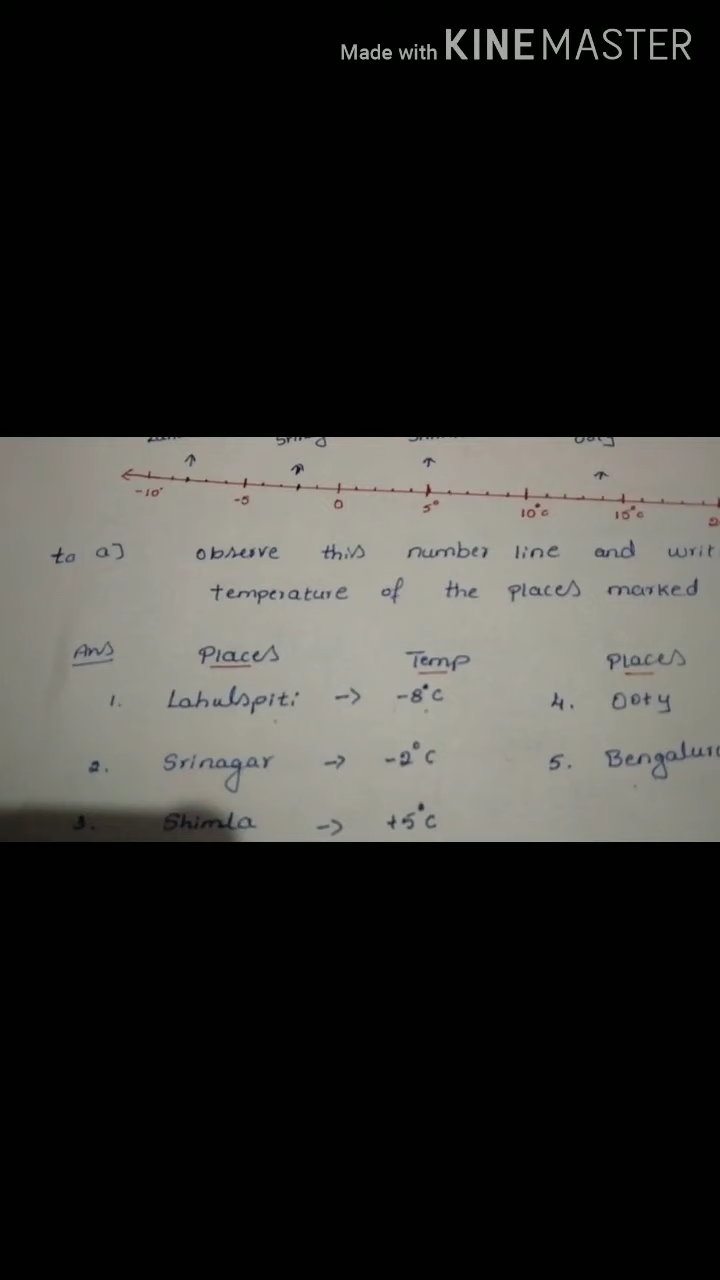 Made with KINEMASTER
-10° -5 0 5° 10°c 15°c
to a] observe this number line and writ
temperature of the places marked
Ans Places Temp Places
1. Lahulspiti -> -8°C 4. Ooty
2. Srinagar -> -2°C 5. Bengalur
3. Shimla -> +5°C